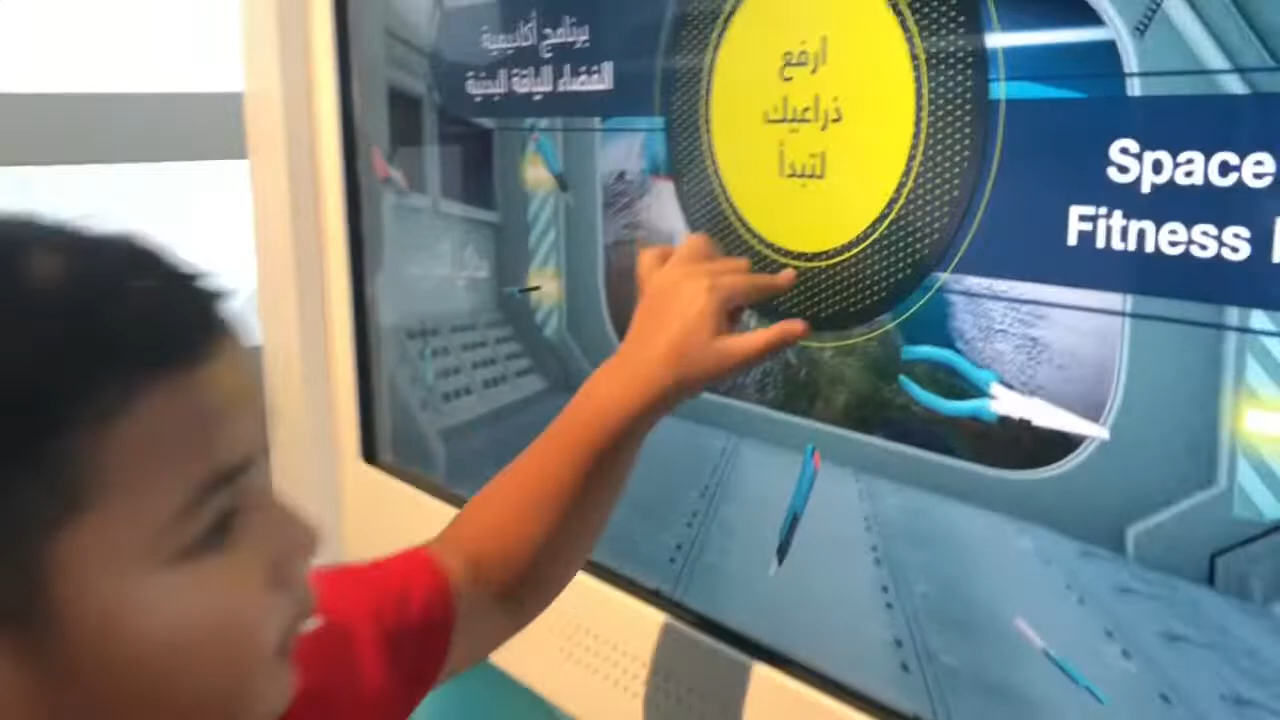 برنامج أكاديمية
الفضاء للياقة البدنية
ارفع
ذراعيك
لتبدأ
Space
Fitness